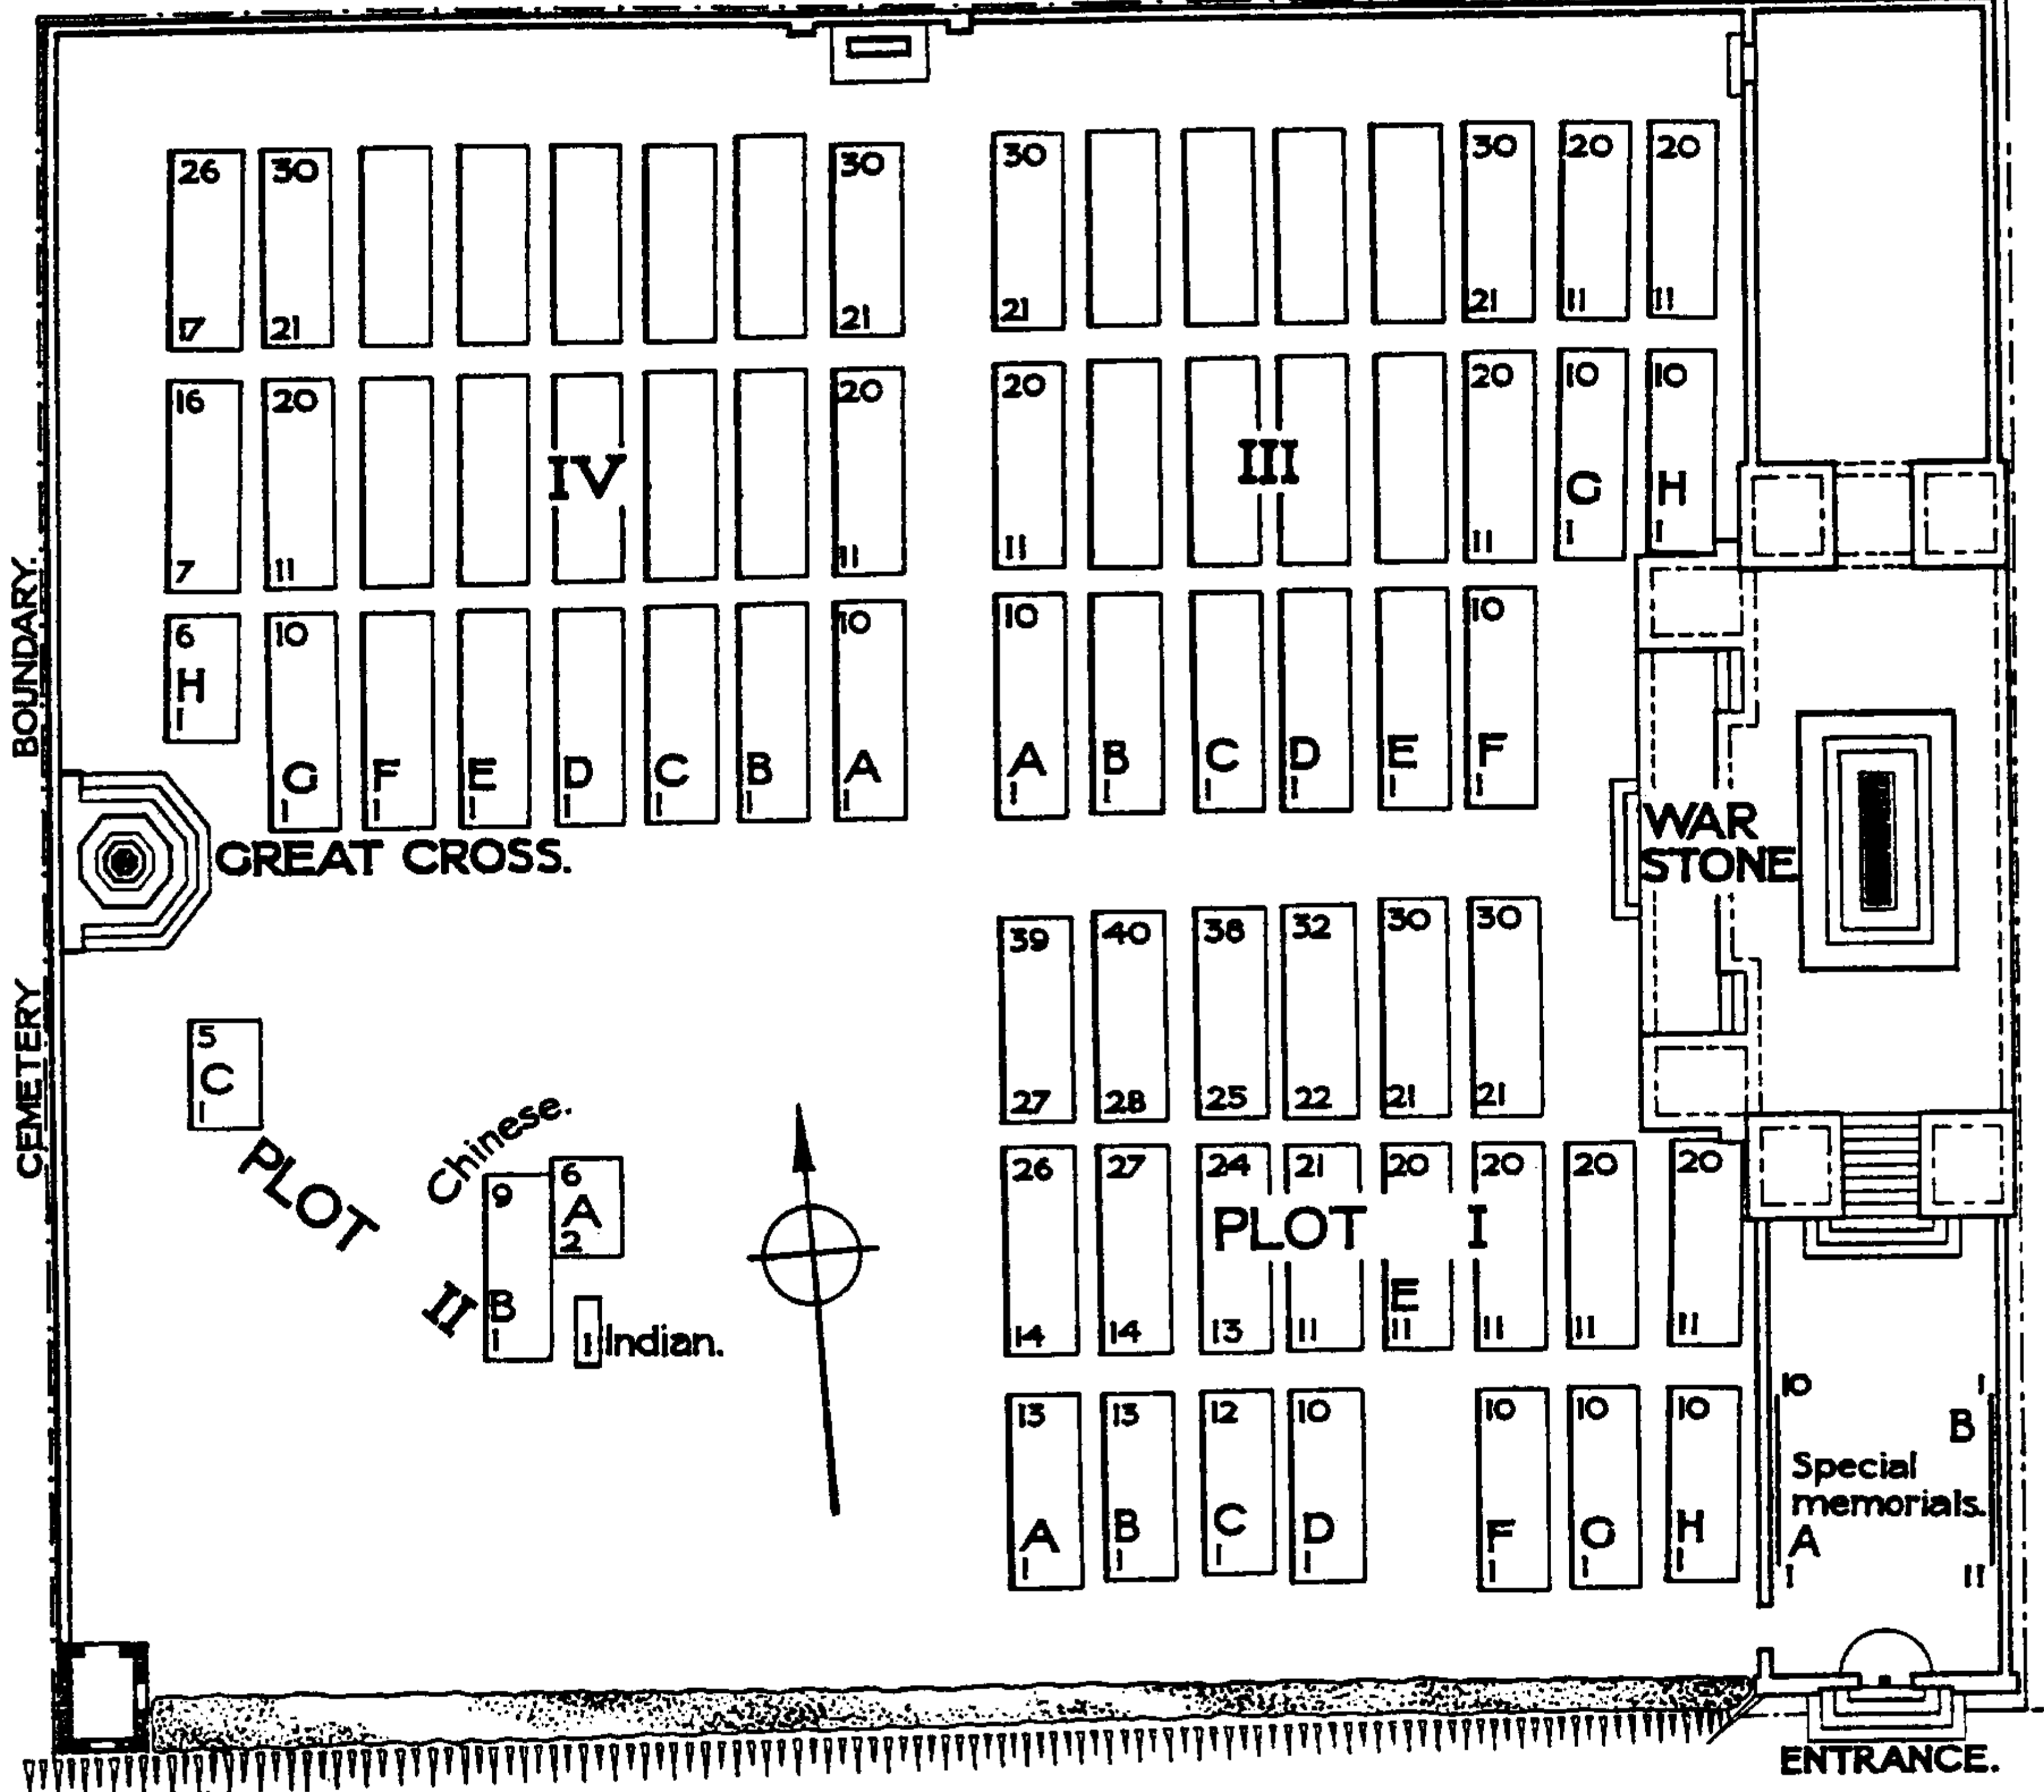 26 30 30 30 30 20 20
17 21 21 21 21 11 11
16 20 20 20 20 10 10
IV III
G H
1 1
7 11 11 11 11
6 10 10 10 10
H
1
G F E D C B A A B C D E F
1 1 1 1 1 1 1 1 1 1 1 1 1
BOUNDARY.
CEMETERY
GREAT CROSS.
WAR
STONE
39 40 38 32 30 30
27 28 25 22 21 21
5
C
1
PLOT
II
Chinese.
9
B
1
6
A
2
1 Indian.
26 27 24 21 20 20 20 20
PLOT I
E
14 14 13 11 11 11 11 11
13 13 12 10 10 10 10
A B C D F G H
1 1 1 1 1 1 1
10 1
B
Special
memorials.
A
1 11
ENTRANCE.